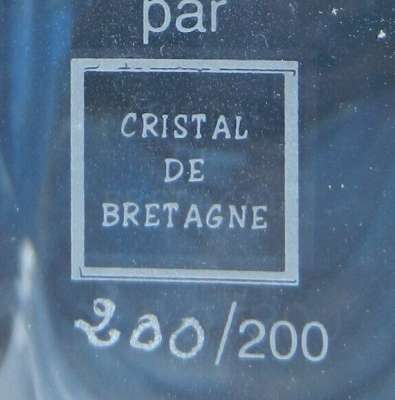 par
CRISTAL
DE
BRETAGNE
200/200